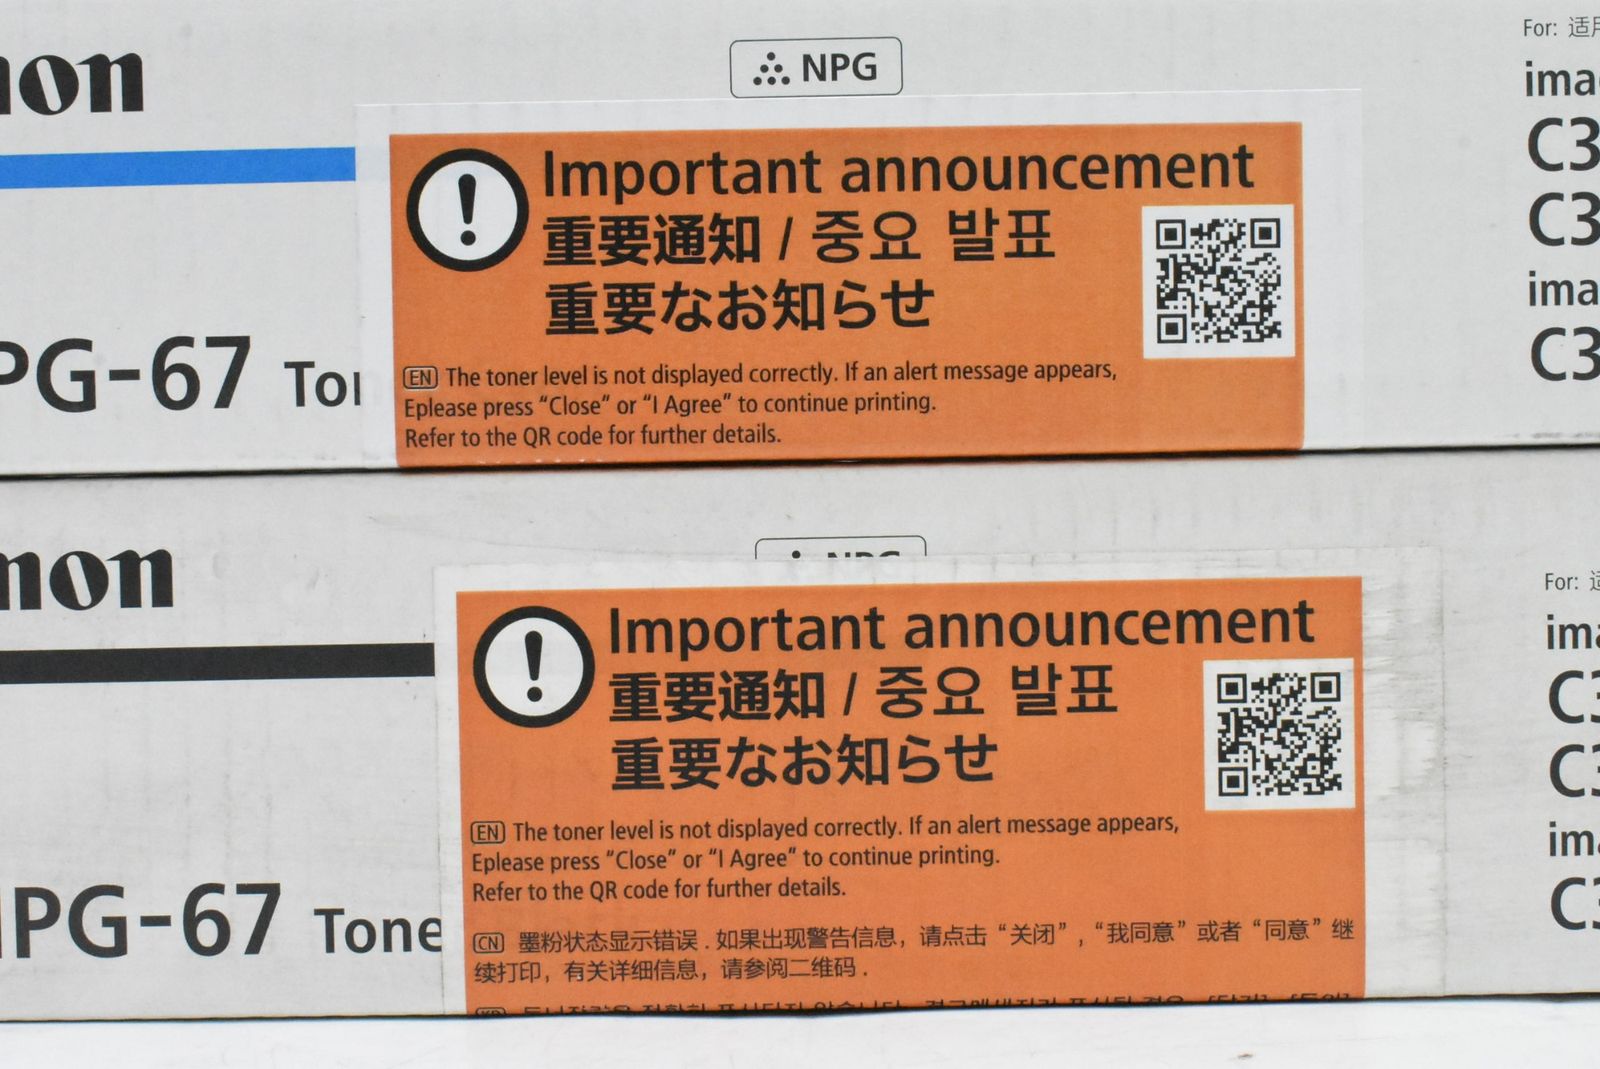 non
NPG
For: 适用
ima
C3
C3
ima
C3
PG-67 Ton
Important announcement
重要通知 / 중요 발표
重要なお知らせ
EN The toner level is not displayed correctly. If an alert message appears,
Eplease press “Close” or “I Agree” to continue printing.
Refer to the QR code for further details.
non
NPG
For:
ima
C3
C3
ima
C3
NPG-67 Tone
Important announcement
重要通知 / 중요 발표
重要なお知らせ
EN The toner level is not displayed correctly. If an alert message appears,
Eplease press “Close” or “I Agree” to continue printing.
Refer to the QR code for further details.
CN 墨粉状态显示错误 . 如果出现警告信息，请点击 “关闭” , “我同意” 或者 “同意” 继
续打印，有关详细信息，请参阅二维码 .